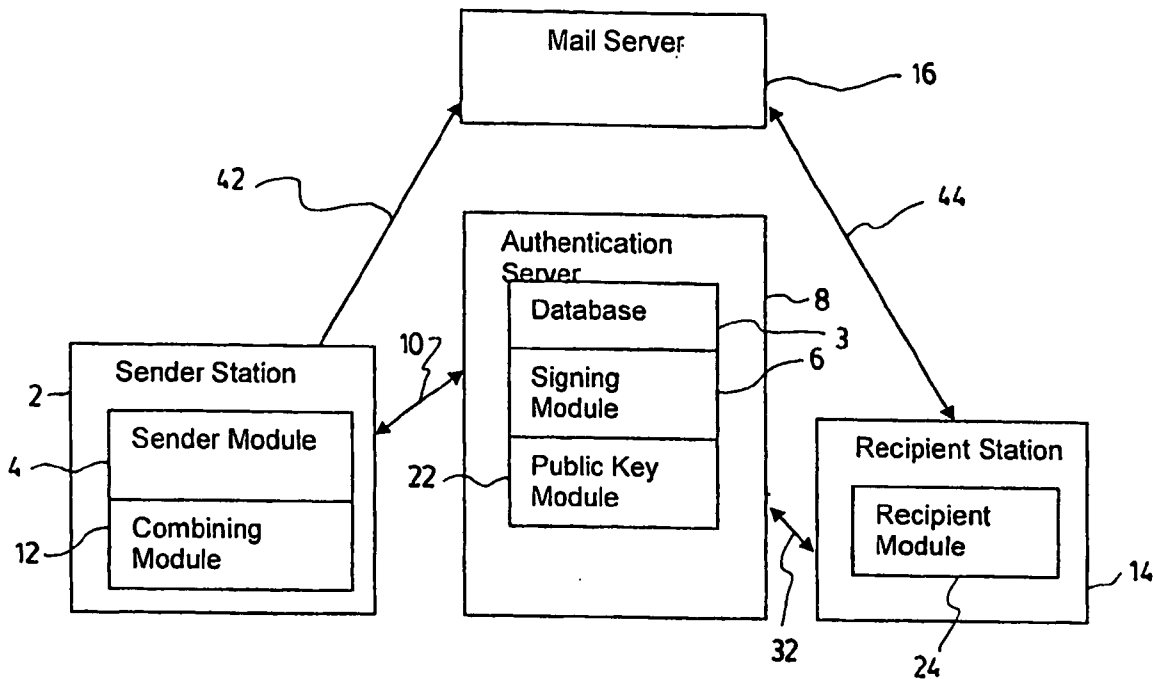 Mail Server
16
42
44
Authentication
Server
8
Database
3
10
6
Sender Station
2
Signing
Module
Sender Module
4
22
Public Key
Module
Recipient Station
Combining
Module
12
Recipient
Module
14
32
24